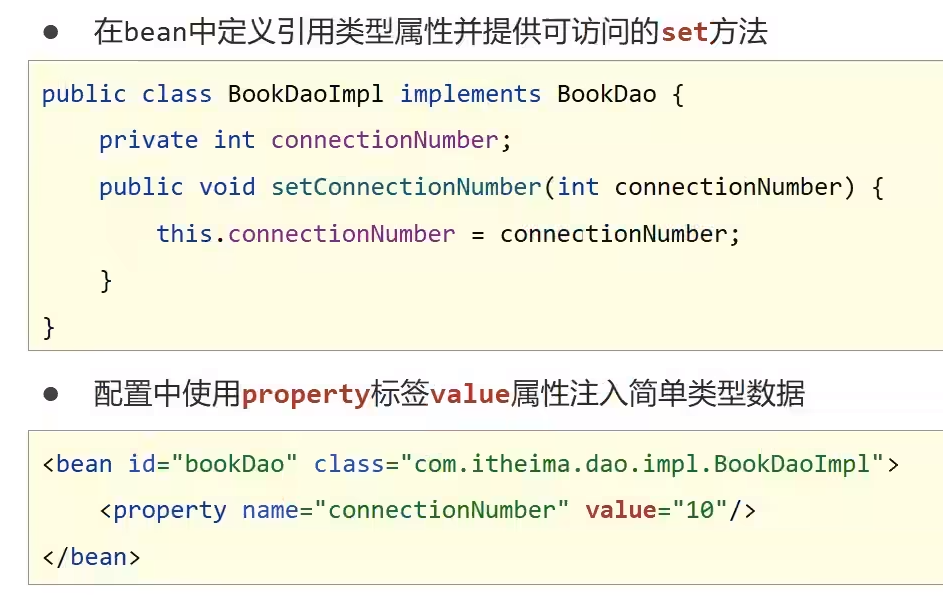 ● 在bean中定义引用类型属性并提供可访问的set方法
public class BookDaoImpl implements BookDao {
    private int connectionNumber;
    public void setConnectionNumber(int connectionNumber) {
        this.connectionNumber = connectionNumber;
    }
}
● 配置中使用property标签value属性注入简单类型数据
<bean id="bookDao" class="com.itheima.dao.impl.BookDaoImpl">
    <property name="connectionNumber" value="10"/>
</bean>